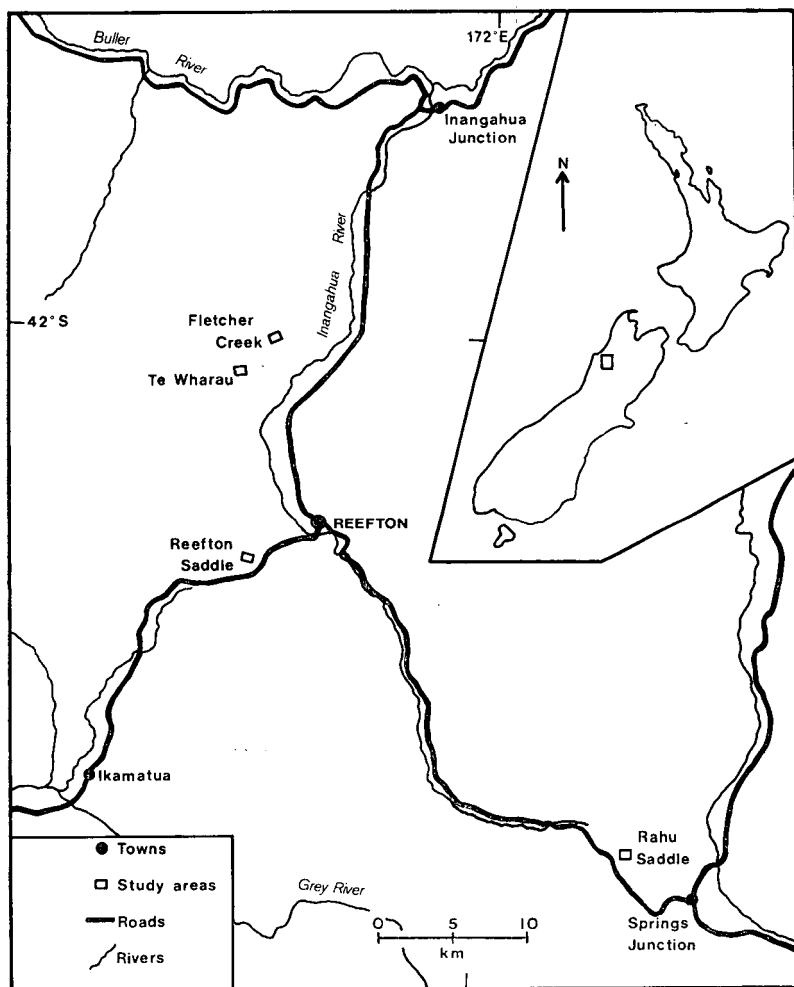 172°E
Buller
River
Inangahua
Junction
N
Inangahua River
42°S
Fletcher
Creek
Te Wharau
REEFTON
Reefton
Saddle
Ikamatua
Rahu
Saddle
Springs
Junction
Grey River
0 5 10
km
Towns
Study areas
Roads
Rivers